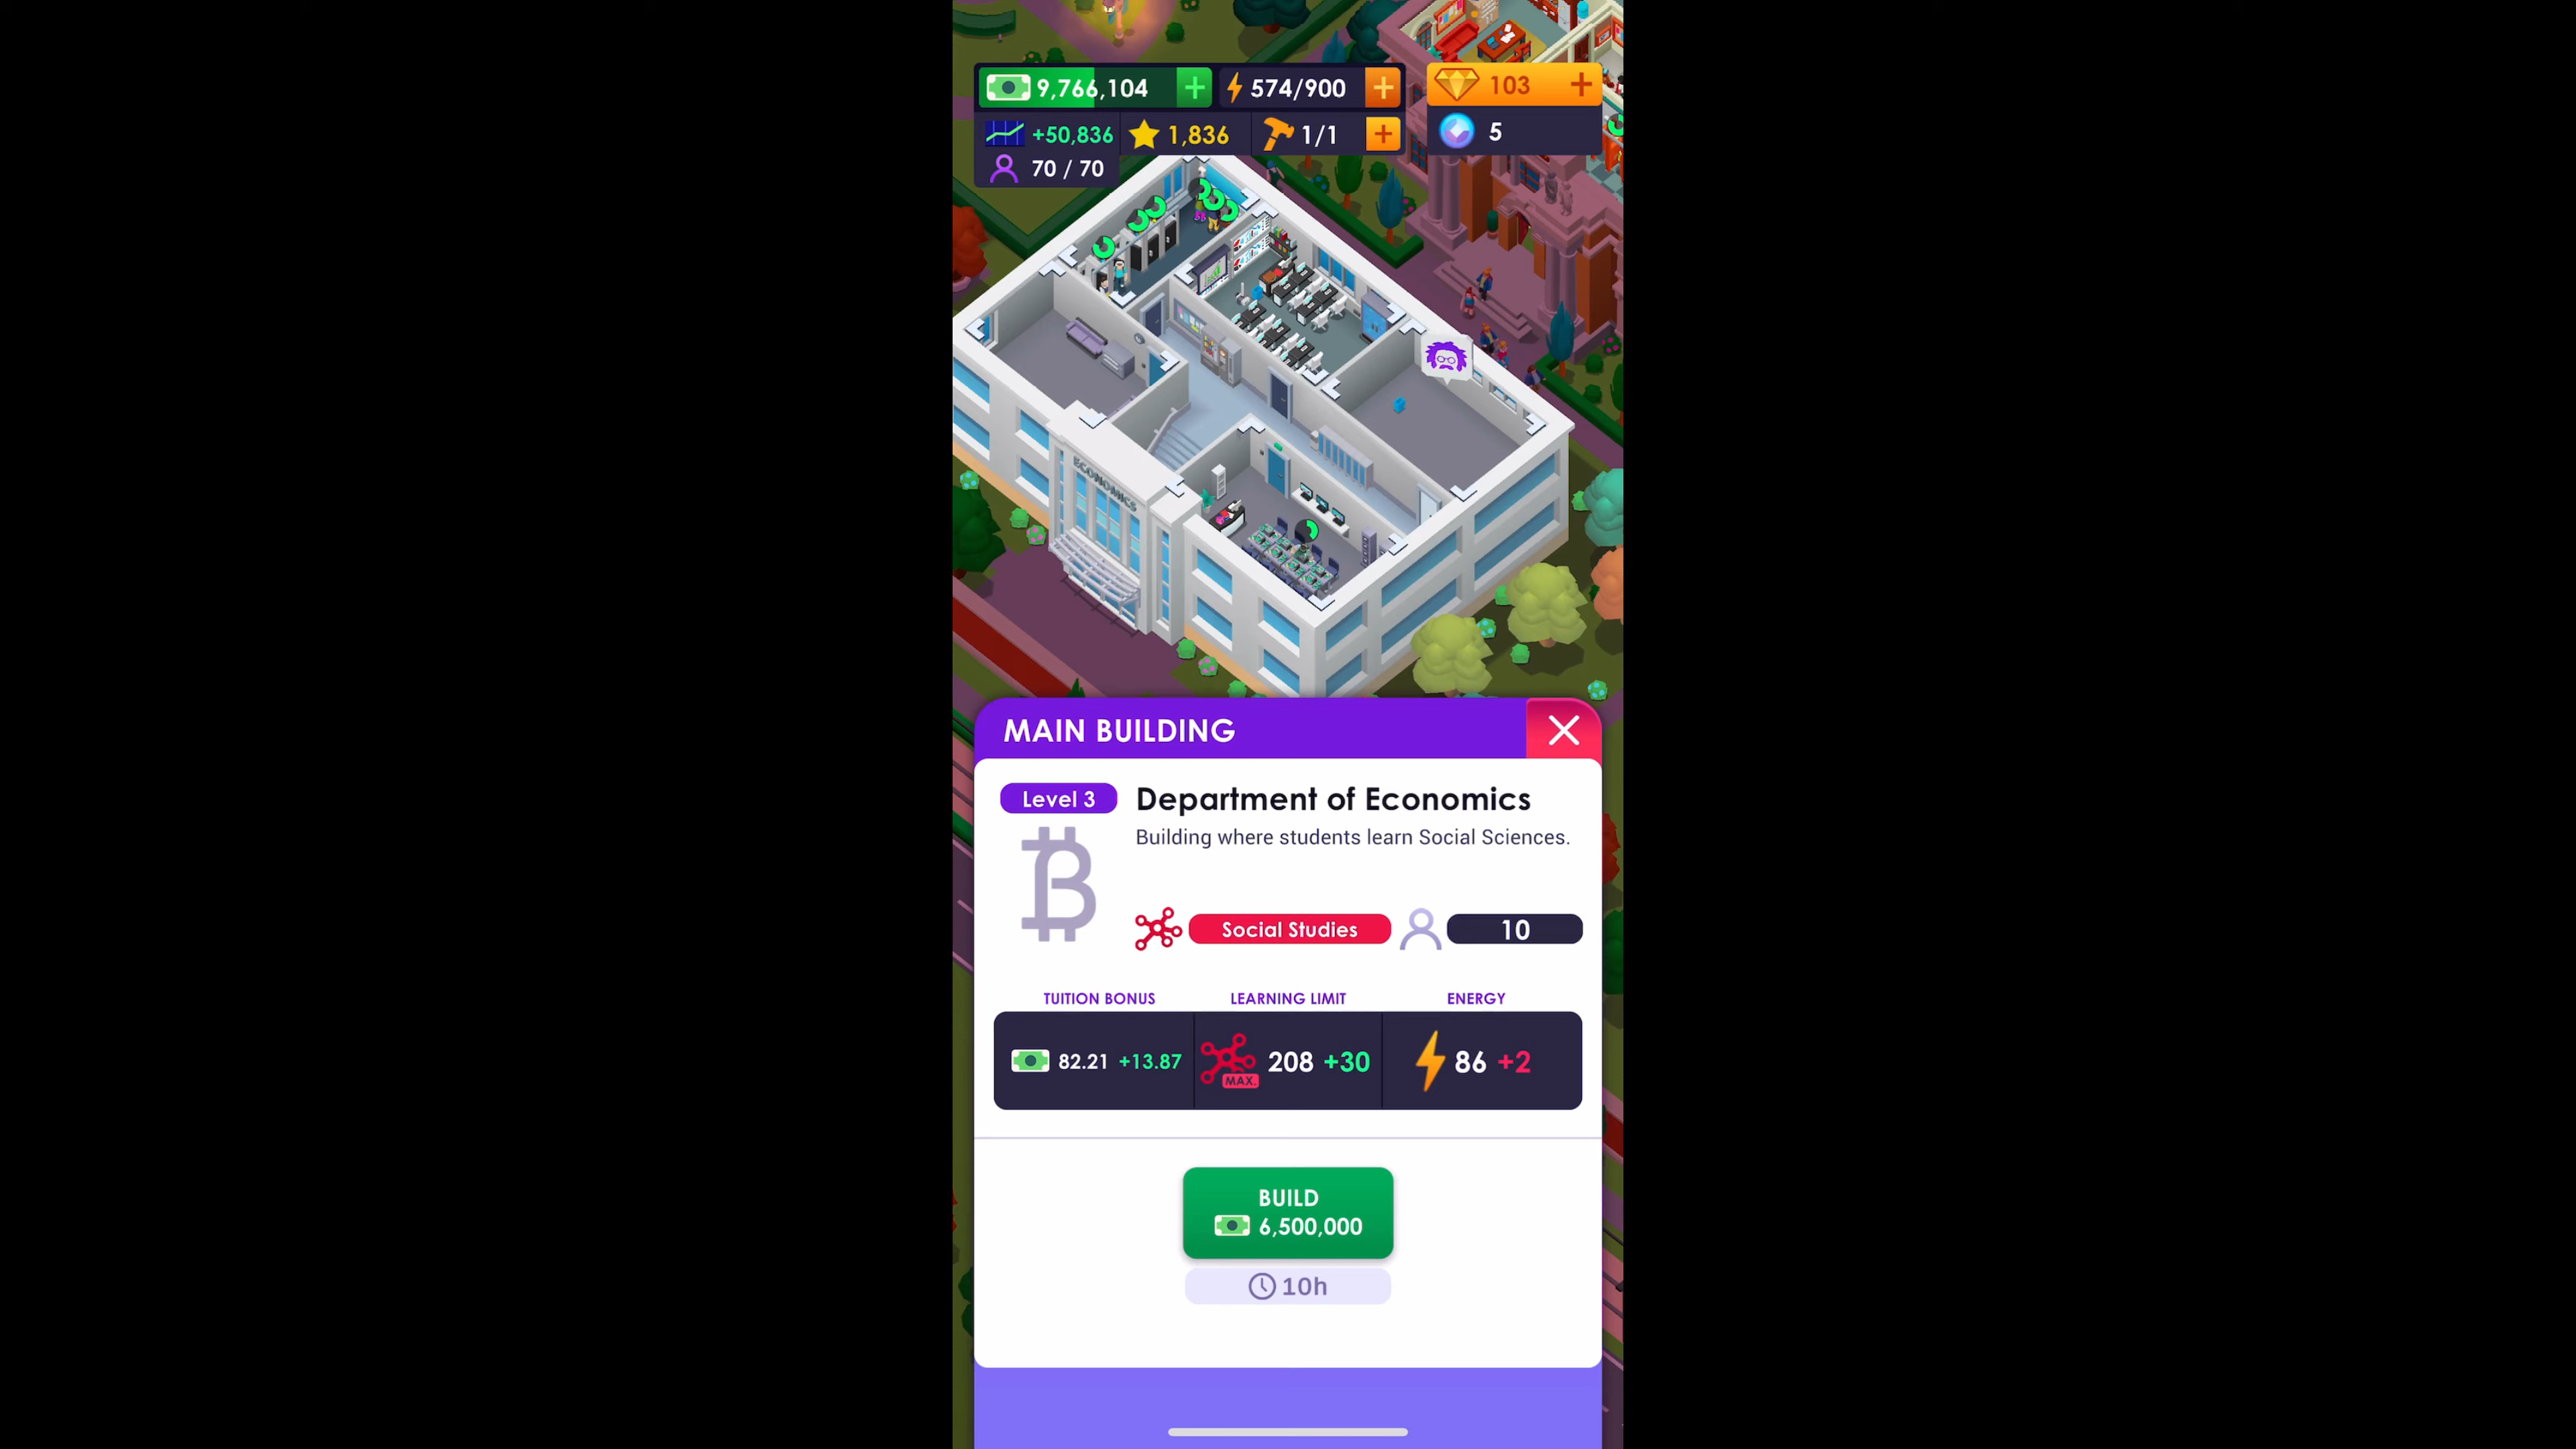 9,766,104
574/900
103
+50,836
1,836
1/1
5
70 / 70
ECONOMICS
MAIN BUILDING
Level 3
Department of Economics
Building where students learn Social Sciences.
Social Studies
10
TUITION BONUS
LEARNING LIMIT
ENERGY
82.21 +13.87
MAX.
208 +30
86 +2
BUILD
6,500,000
10h